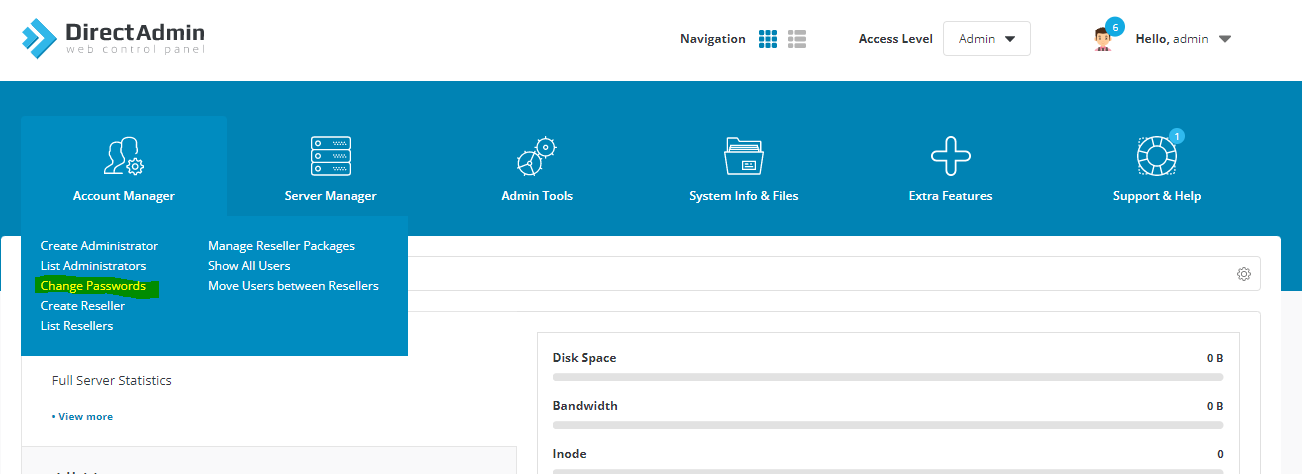 DirectAdmin
web control panel
Navigation
Access Level
Admin
6
Hello, admin
Account Manager
Server Manager
Admin Tools
System Info & Files
Extra Features
1
Support & Help
Create Administrator
List Administrators
Change Passwords
Create Reseller
List Resellers
Manage Reseller Packages
Show All Users
Move Users between Resellers
Full Server Statistics
• View more
Disk Space
0 B
Bandwidth
0 B
Inode
0